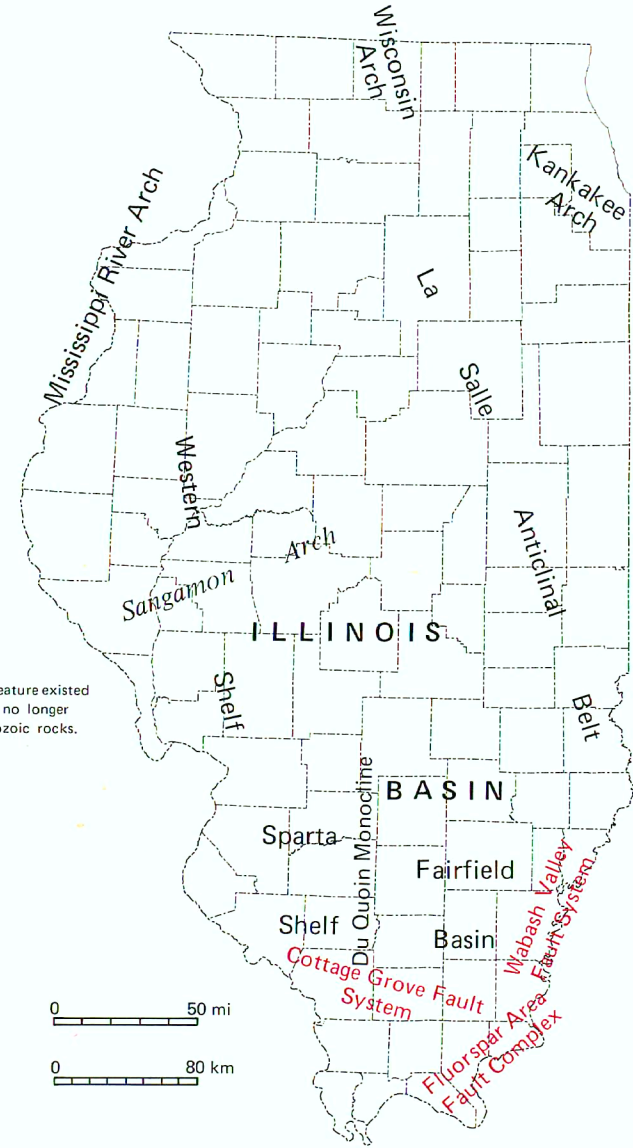 Wisconsin
Arch
Kankakee
Arch
Mississippi River Arch
La
Salle
Anticlinal
Belt
Western
Shelf
Sangamon
Arch
ILLINOIS
BASIN
eature existed
no longer
zoic rocks.
Du Quoin Monocline
Sparta
Shelf
Fairfield
Basin
Wabash Valley
Fault System
Cottage Grove Fault
System
Fluorspar Area
Fault Complex
0 50 mi
0 80 km